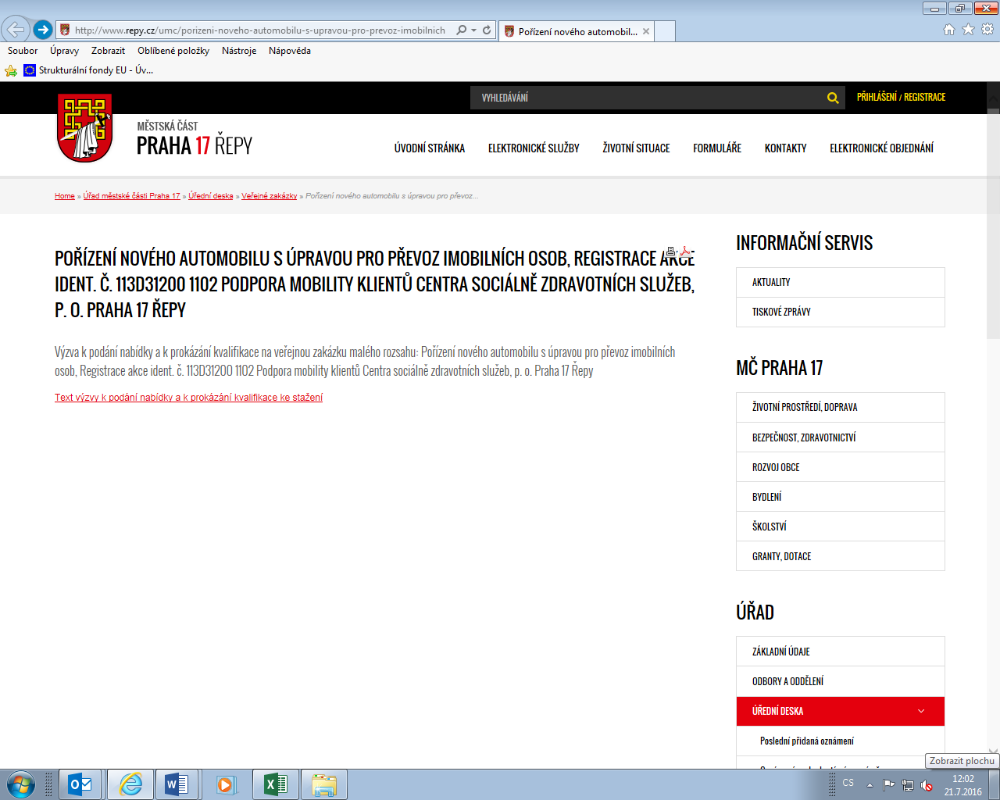 http://www.repy.cz/umc/porizeni-noveho-automobilu-s-upravou-pro-prevoz-imobilnich
Pořízení nového automobil...
Soubor Úpravy Zobrazit Oblíbené položky Nástroje Nápověda
Strukturální fondy EU - Úv...
VYHLEDÁVÁNÍ
PŘIHLÁŠENÍ / REGISTRACE
MĚSTSKÁ ČÁST
PRAHA 17 ŘEPY
ÚVODNÍ STRÁNKA ELEKTRONICKÉ SLUŽBY ŽIVOTNÍ SITUACE FORMULÁŘE KONTAKTY ELEKTRONICKÉ OBJEDNÁNÍ
Home » Úřad městské části Praha 17 » Úřední deska » Veřejné zakázky » Pořízení nového automobilu s úpravou pro převoz...
POŘÍZENÍ NOVÉHO AUTOMOBILU S ÚPRAVOU PRO PŘEVOZ IMOBILNÍCH OSOB, REGISTRACE AKCE
IDENT. Č. 113D31200 1102 PODPORA MOBILITY KLIENTŮ CENTRA SOCIÁLNĚ ZDRAVOTNÍCH SLUŽEB,
P. O. PRAHA 17 ŘEPY
Výzva k podání nabídky a k prokázání kvalifikace na veřejnou zakázku malého rozsahu: Pořízení nového automobilu s úpravou pro převoz imobilních
osob, Registrace akce ident. č. 113D31200 1102 Podpora mobility klientů Centra sociálně zdravotních služeb, p. o. Praha 17 Řepy
Text výzvy k podání nabídky a k prokázání kvalifikace ke stažení
INFORMAČNÍ SERVIS
AKTUALITY
TISKOVÉ ZPRÁVY
MČ PRAHA 17
ŽIVOTNÍ PROSTŘEDÍ, DOPRAVA
BEZPEČNOST, ZDRAVOTNICTVÍ
ROZVOJ OBCE
BYDLENÍ
ŠKOLSTVÍ
GRANTY, DOTACE
ÚŘAD
ZÁKLADNÍ ÚDAJE
ODBORY A ODDĚLENÍ
ÚŘEDNÍ DESKA
Poslední přidaná oznámení
Zobrazit plochu
CS
12:02
21.7.2016